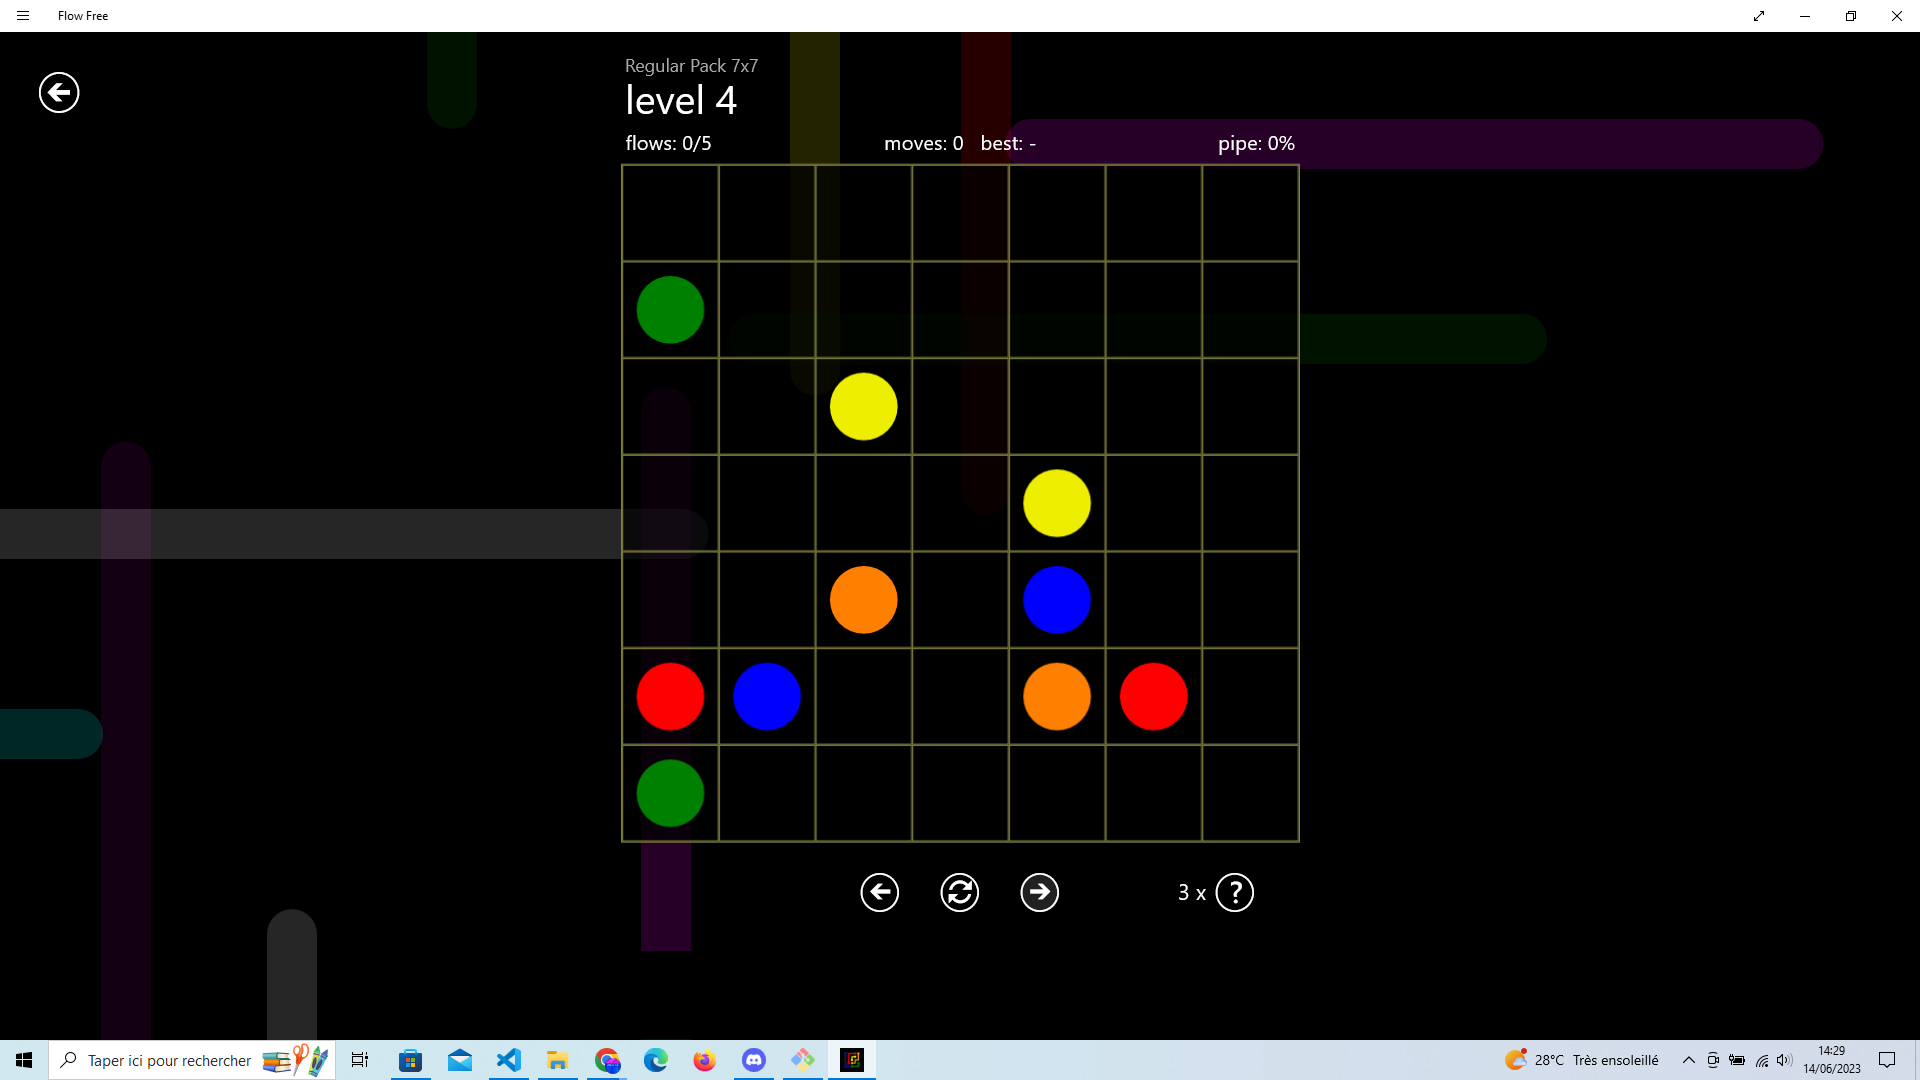 Flow Free
Regular Pack 7x7
level 4
flows: 0/5 moves: 0 best: - pipe: 0%
3 x ?
Taper ici pour rechercher
28°C Très ensoleillé
14:29
14/06/2023